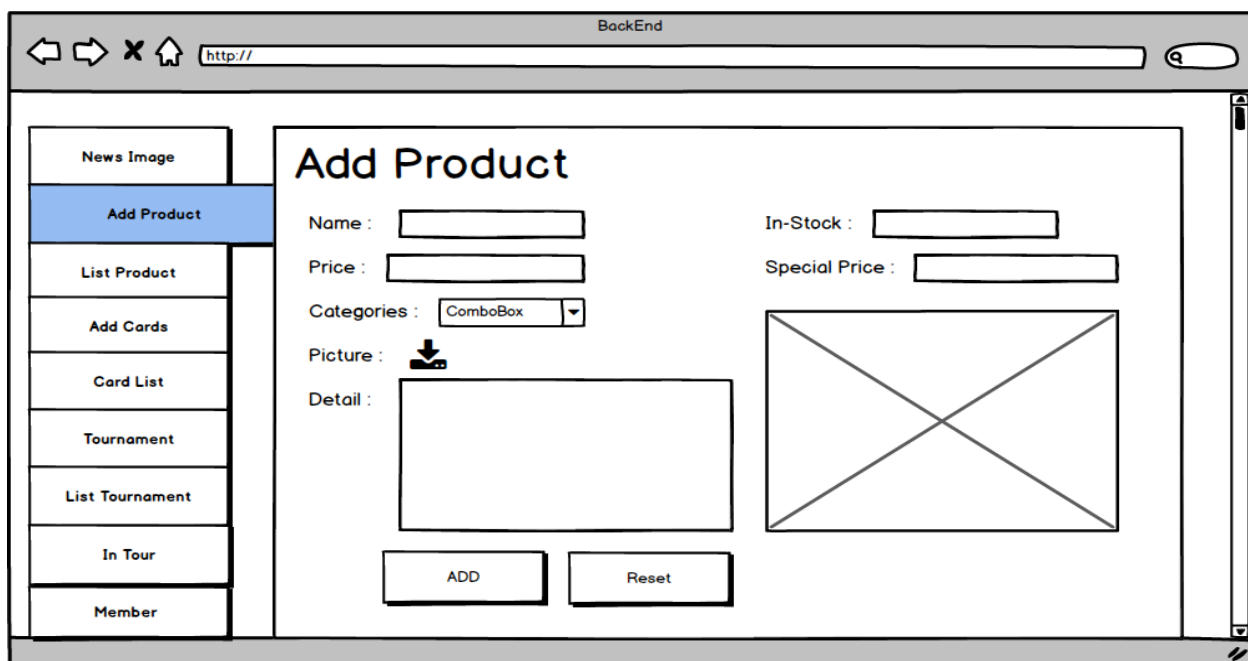 BackEnd
http://
News Image
Add Product
List Product
Add Cards
Card List
Tournament
List Tournament
In Tour
Member
Add Product
Name :
In-Stock :
Price :
Special Price :
Categories :
ComboBox
Picture :
Detail :
ADD
Reset